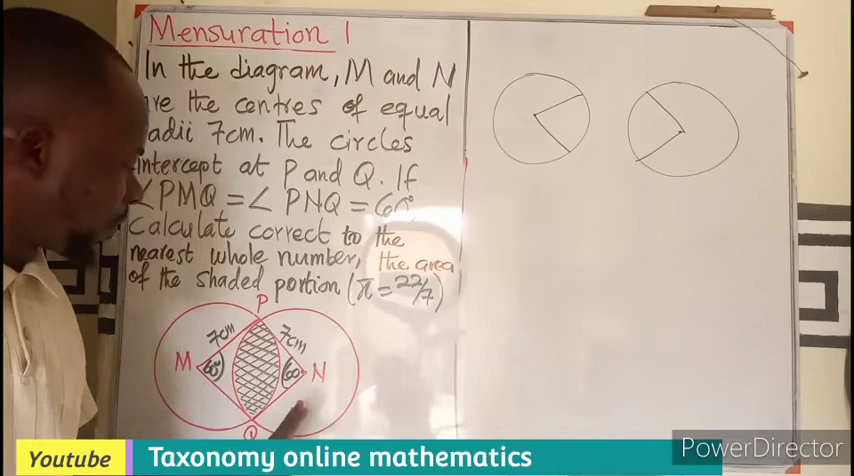 Mensuration 1
In the diagram, M and N
are the centres of equal
radii 7cm. The circles
intercept at P and Q. If
∠PMQ = ∠PNQ = 60°
Calculate correct to the
nearest whole number, the area
of the shaded portion (π = 22/7)
P
7cm 7cm
M 60° 60° N
Q
Youtube Taxonomy online mathematics
PowerDirector